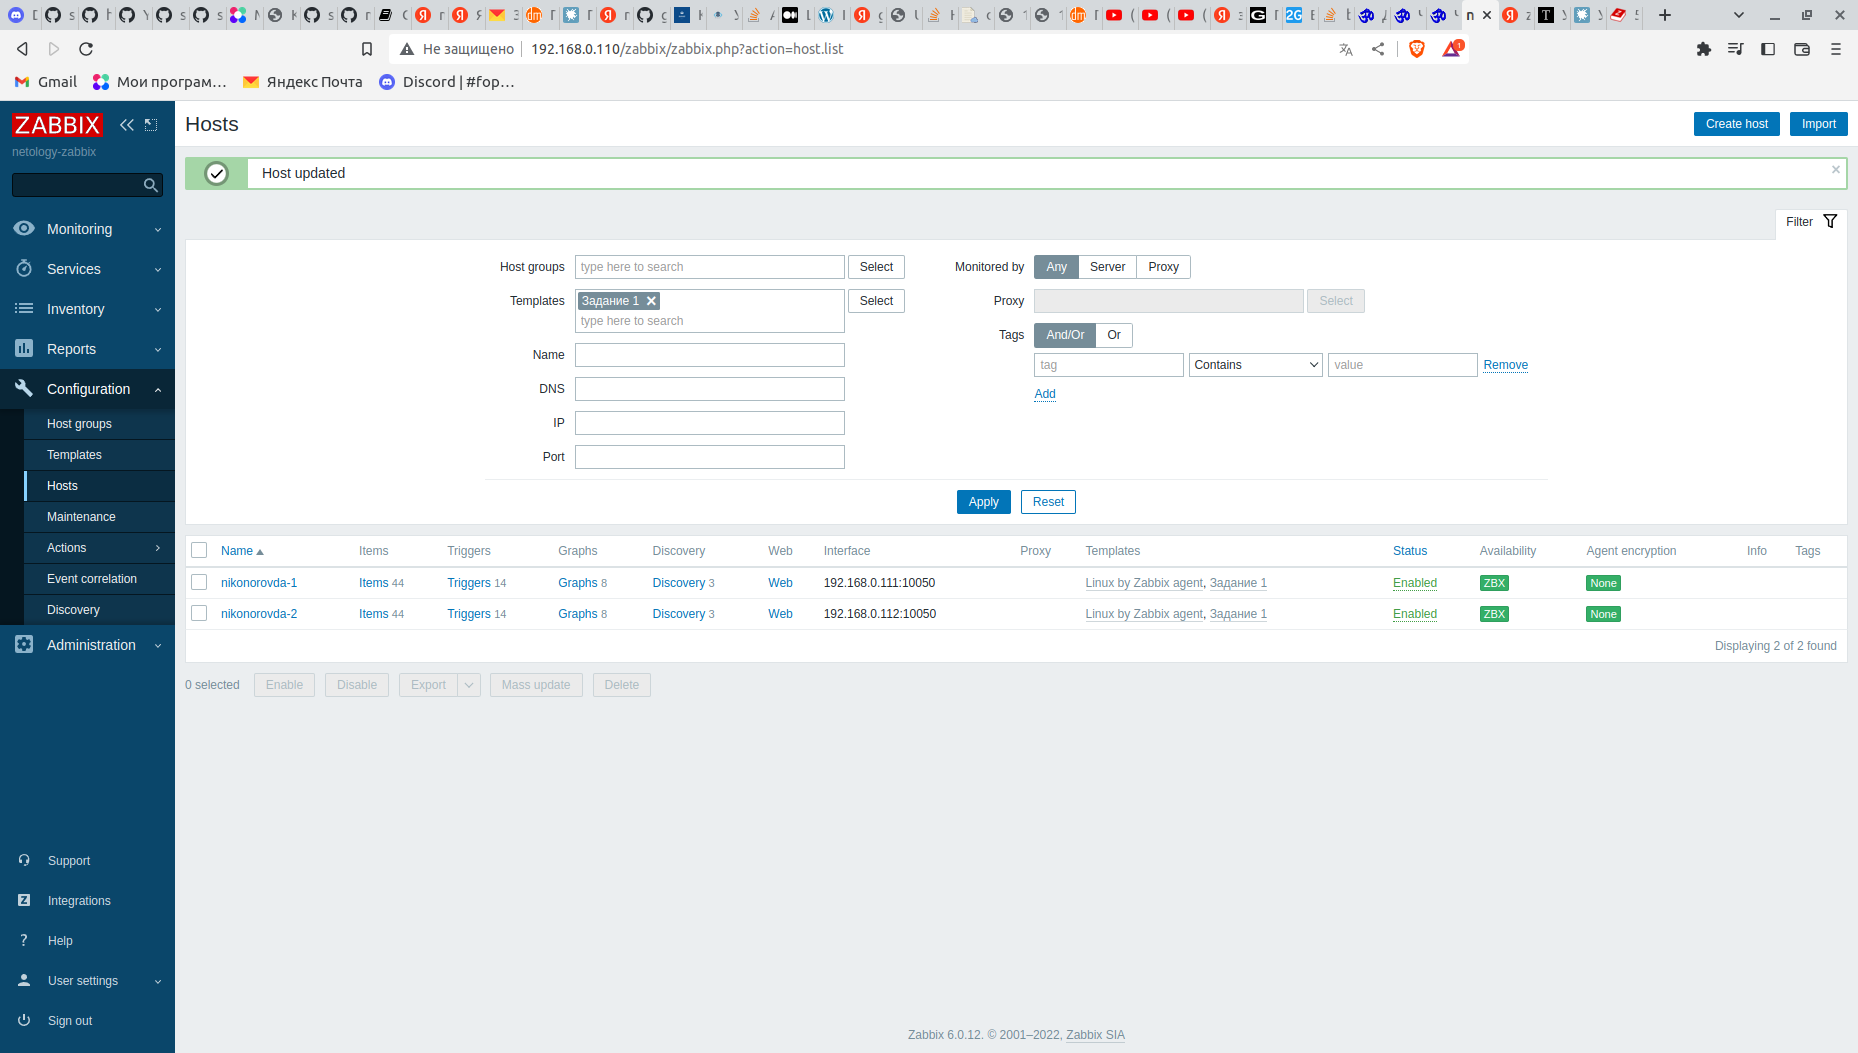 Не защищено
192.168.0.110/zabbix/zabbix.php?action=host.list
1
Gmail
Мои програм…
Яндекс Почта
Discord | #фор…
ZABBIX
netology-zabbix
Monitoring
Services
Inventory
Reports
Configuration
Host groups
Templates
Hosts
Maintenance
Actions
Event correlation
Discovery
Administration
Support
Integrations
Help
User settings
Sign out
Hosts
Create host
Import
Host updated
Filter
Host groups
type here to search
Select
Monitored by
Any
Server
Proxy
Templates
Задание 1
type here to search
Select
Proxy
Select
Tags
And/Or
Or
Name
tag
Contains
value
Remove
DNS
Add
IP
Port
Apply
Reset
Name Items Triggers Graphs Discovery Web Interface Proxy Templates Status Availability Agent encryption Info Tags
nikonorovda-1 Items 44 Triggers 14 Graphs 8 Discovery 3 Web 192.168.0.111:10050 Linux by Zabbix agent, Задание 1 Enabled ZBX None
nikonorovda-2 Items 44 Triggers 14 Graphs 8 Discovery 3 Web 192.168.0.112:10050 Linux by Zabbix agent, Задание 1 Enabled ZBX None
Displaying 2 of 2 found
0 selected
Enable
Disable
Export
Mass update
Delete
Zabbix 6.0.12. © 2001–2022, Zabbix SIA